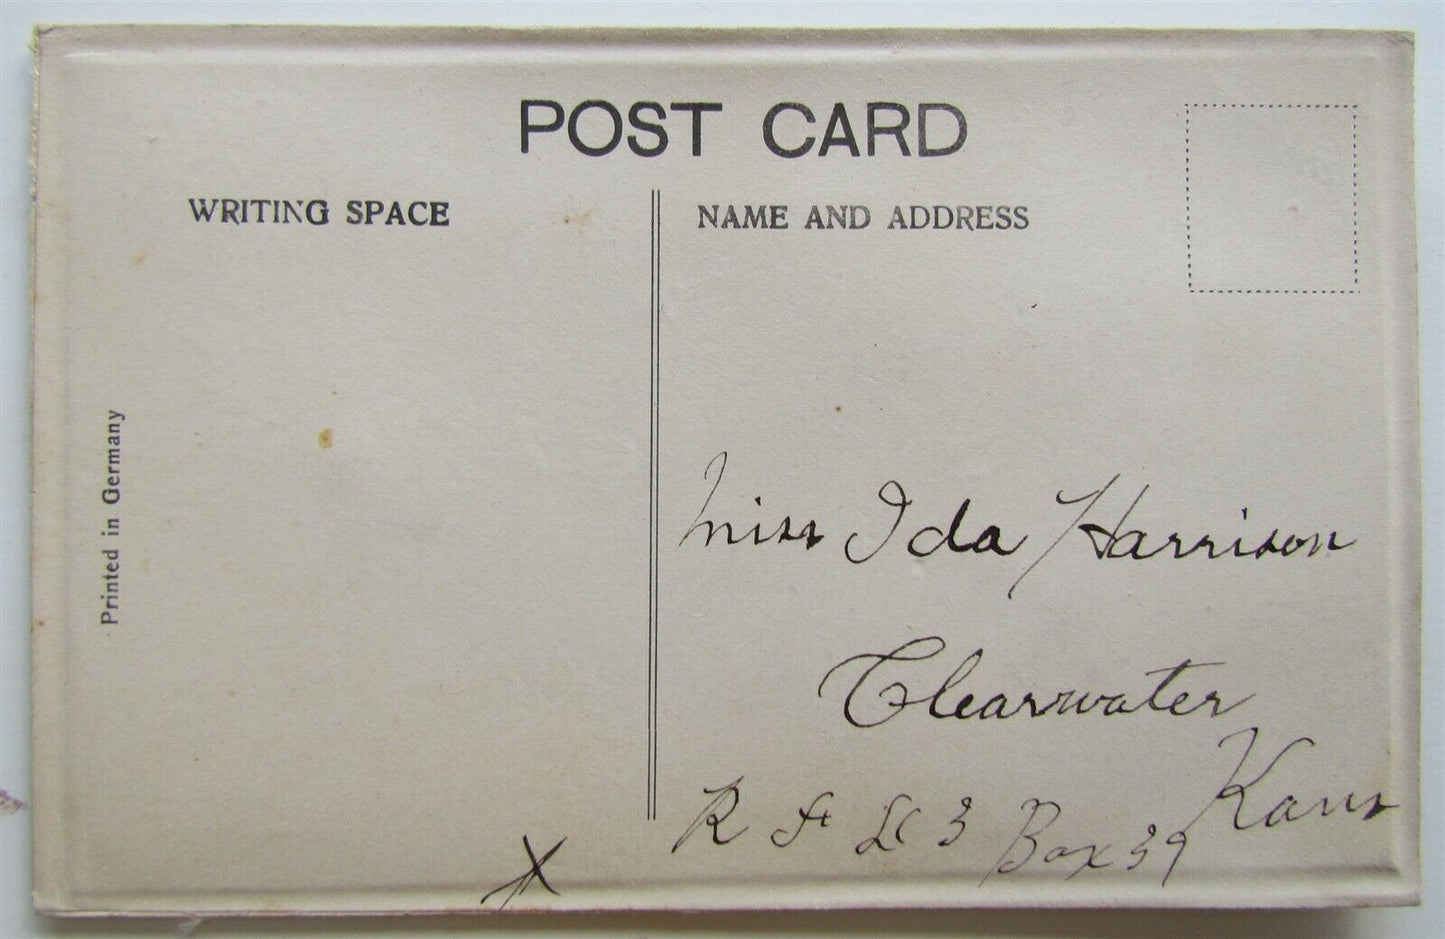 POST CARD
WRITING SPACE
NAME AND ADDRESS
Printed in Germany
Miss Ida Harrison
Clearwater
Kans
R F D 3 Box 39
X